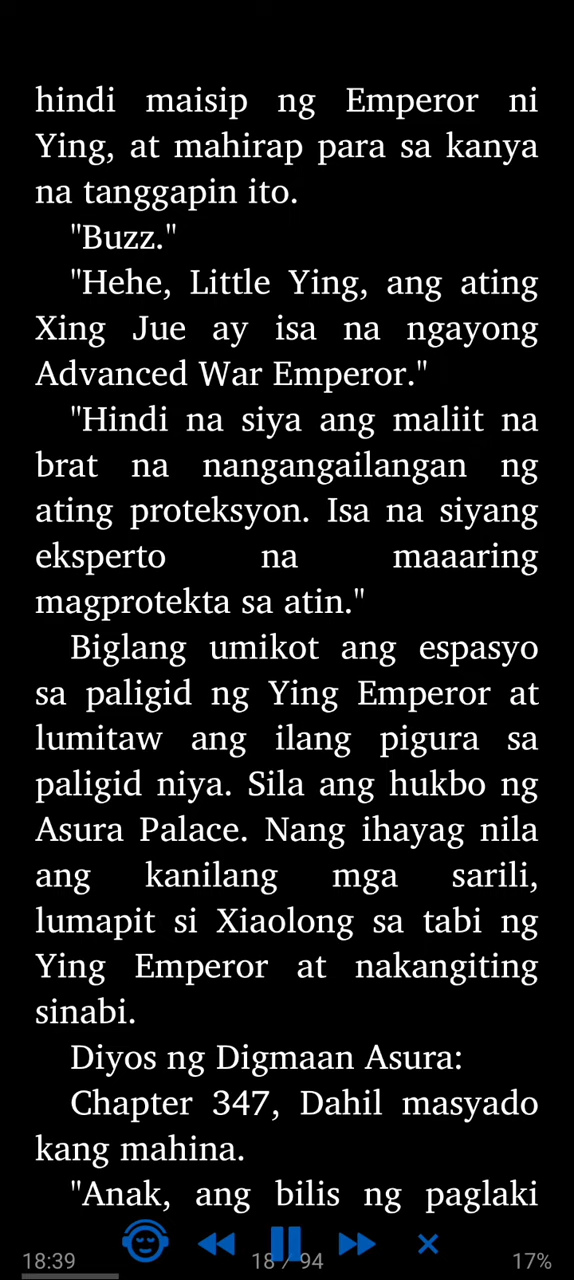 hindi maisip ng Emperor ni
Ying, at mahirap para sa kanya
na tanggapin ito.
"Buzz."
"Hehe, Little Ying, ang ating
Xing Jue ay isa na ngayong
Advanced War Emperor."
"Hindi na siya ang maliit na
brat na nangangailangan ng
ating proteksyon. Isa na siyang
eksperto na maaaring
magprotekta sa atin."
Biglang umikot ang espasyo
sa paligid ng Ying Emperor at
lumitaw ang ilang pigura sa
paligid niya. Sila ang hukbo ng
Asura Palace. Nang ihayag nila
ang kanilang mga sarili,
lumapit si Xiaolong sa tabi ng
Ying Emperor at nakangiting
sinabi.
Diyos ng Digmaan Asura:
Chapter 347, Dahil masyado
kang mahina.
"Anak, ang bilis ng paglaki
18:39 18 / 94 17%